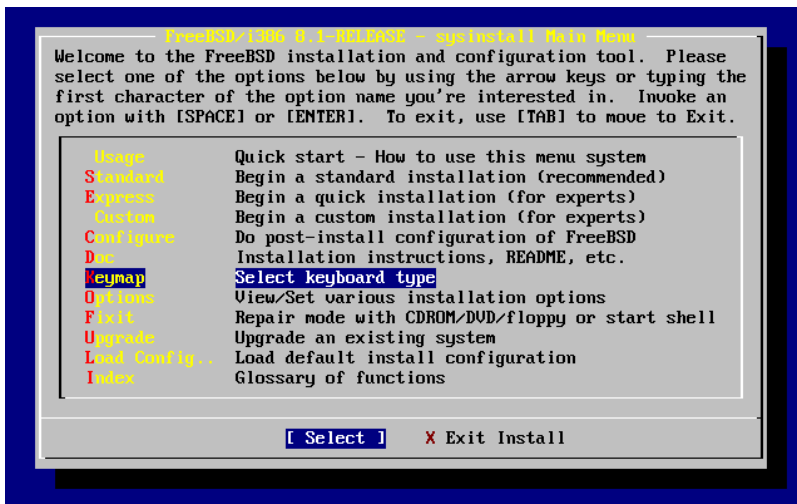 FreeBSD/i386 8.1-RELEASE - sysinstall Main Menu
Welcome to the FreeBSD installation and configuration tool.  Please
select one of the options below by using the arrow keys or typing the
first character of the option name you're interested in.  Invoke an
option with [SPACE] or [ENTER].  To exit, use [TAB] to move to Exit.
Usage Quick start - How to use this menu system
Standard Begin a standard installation (recommended)
Express Begin a quick installation (for experts)
Custom Begin a custom installation (for experts)
Configure Do post-install configuration of FreeBSD
Doc Installation instructions, README, etc.
Keymap Select keyboard type
Options View/Set various installation options
Fixit Repair mode with CDROM/DVD/floppy or start shell
Upgrade Upgrade an existing system
Load Config.. Load default install configuration
Index Glossary of functions
[ Select ] X Exit Install